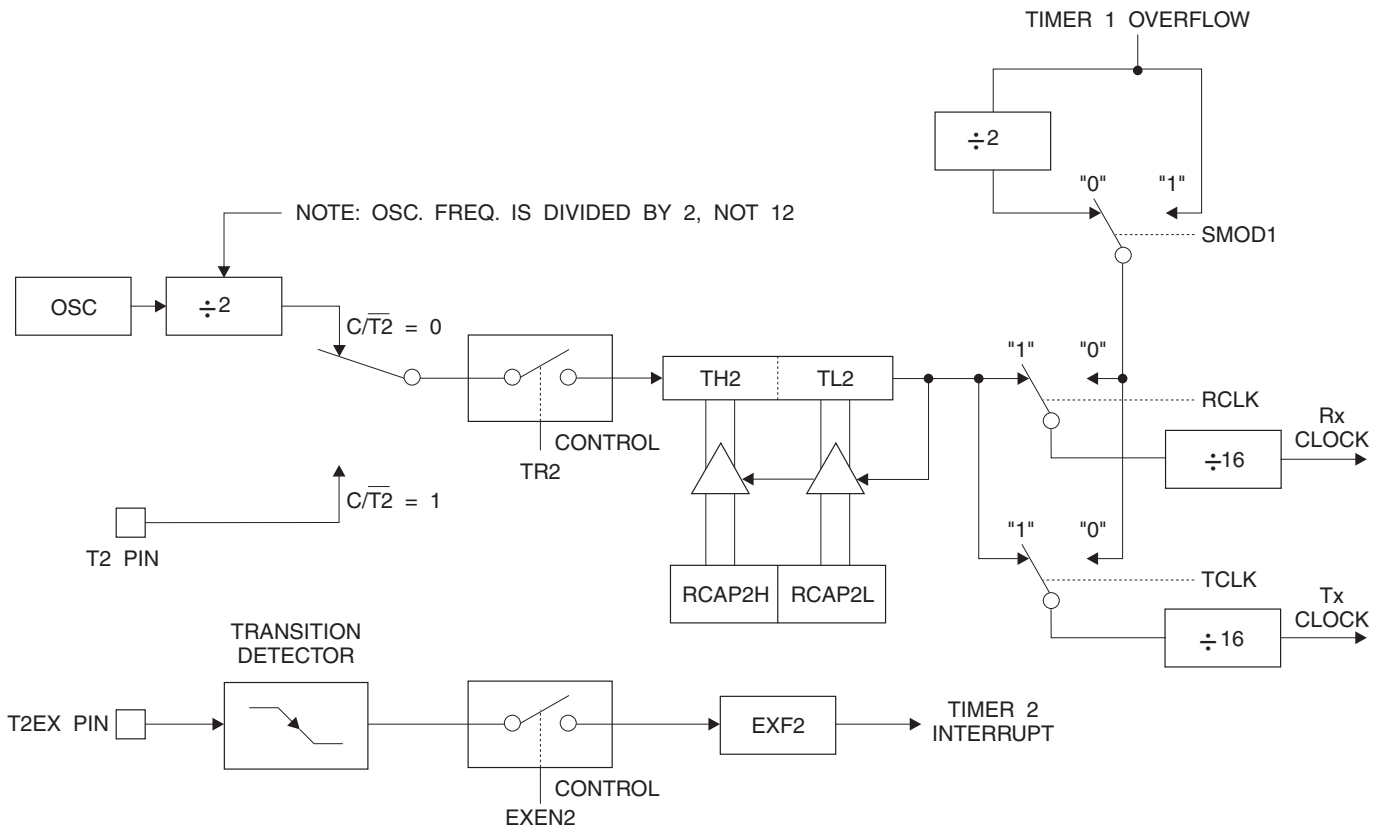 TIMER 1 OVERFLOW
÷2
"0" "1"
NOTE: OSC. FREQ. IS DIVIDED BY 2, NOT 12
SMOD1
OSC
÷2
C/T2̅ = 0
"1" "0"
TH2 TL2
RCLK
Rx
CLOCK
CONTROL
TR2
÷16
C/T2̅ = 1
T2 PIN
"1" "0"
RCAP2H RCAP2L
TCLK
Tx
CLOCK
÷16
TRANSITION
DETECTOR
T2EX PIN
EXF2
TIMER 2
INTERRUPT
CONTROL
EXEN2